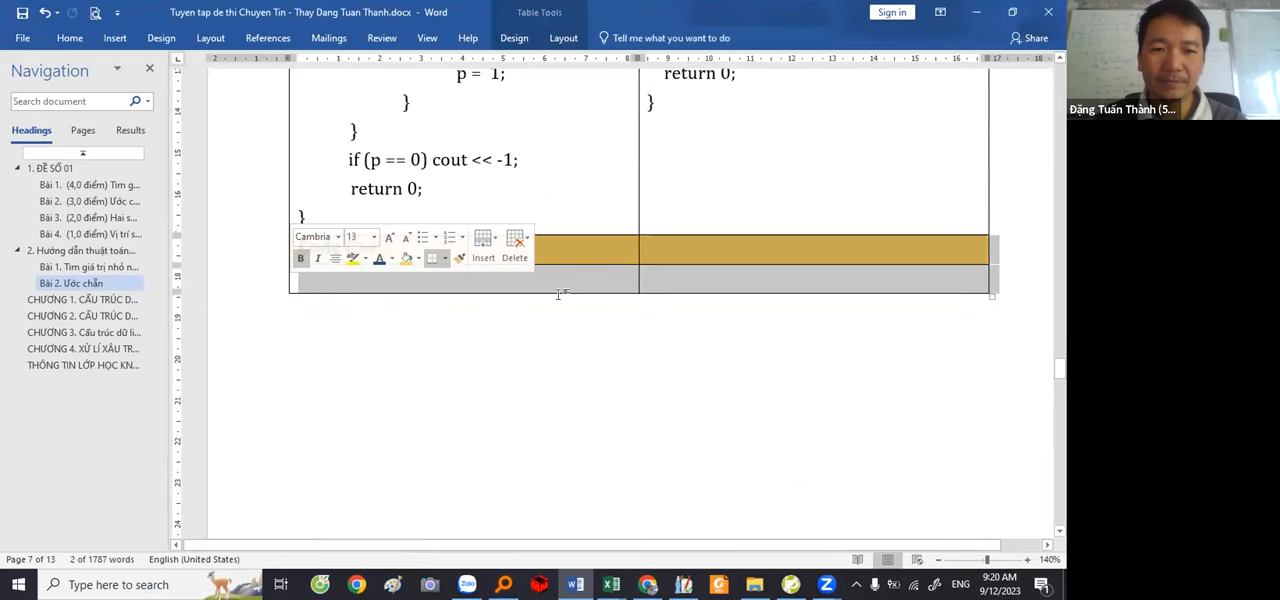 Tuyen tap de thi Chuyen Tin - Thay Dang Tuan Thanh.docx - Word
Table Tools
Sign in
File
Home
Insert
Design
Layout
References
Mailings
Review
View
Help
Design
Layout
Tell me what you want to do
Share
Đặng Tuấn Thành (5...
Navigation
Search document
Headings
Pages
Results
1. ĐỀ SỐ 01
Bài 1. (4,0 điểm) Tìm g...
Bài 2. (3,0 điểm) Ước c...
Bài 3. (2,0 điểm) Hai s...
Bài 4. (1,0 điểm) Vị trí s...
2. Hướng dẫn thuật toán...
Bài 1. Tìm giá trị nhỏ n...
Bài 2. Ước chẵn
CHƯƠNG 1. CẤU TRÚC D...
CHƯƠNG 2. CẤU TRÚC Đ...
CHƯƠNG 3. Cấu trúc dữ li...
CHƯƠNG 4. XỬ LÍ XÂU TR...
THÔNG TIN LỚP HỌC KN...
p = 1;
}
}
if (p == 0) cout << -1;
return 0;
}
return 0;
}
Cambria
13
Insert
Delete
Page 7 of 13
2 of 1787 words
English (United States)
140%
Type here to search
ENG
9:20 AM
9/12/2023